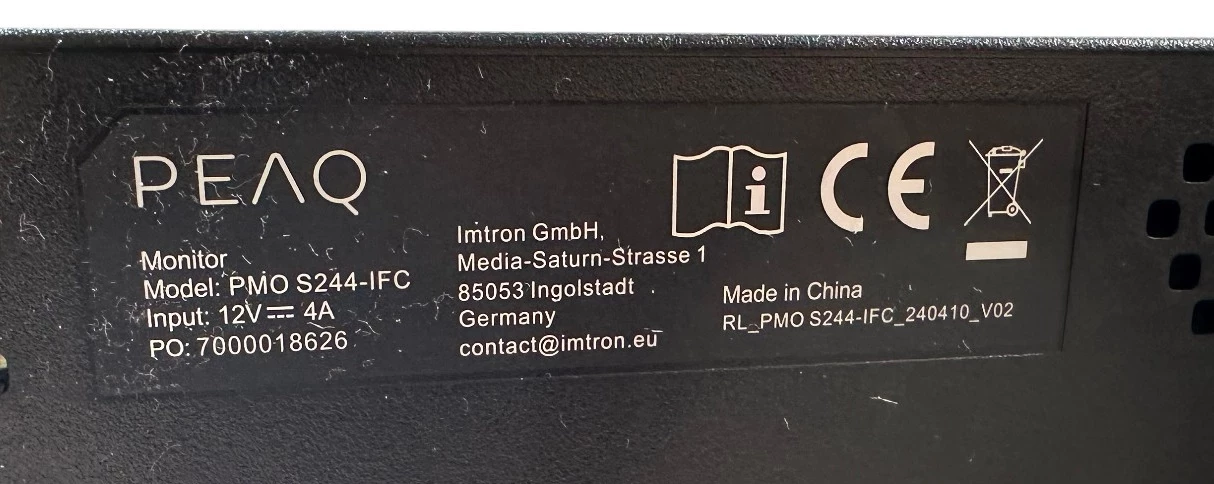 PEAQ
Monitor
Model: PMO S244-IFC
Input: 12V⎓ 4A
PO: 7000018626
Imtron GmbH,
Media-Saturn-Strasse 1
85053 Ingolstadt
Germany
contact@imtron.eu
i
CE
Made in China
RL_PMO S244-IFC_240410_V02